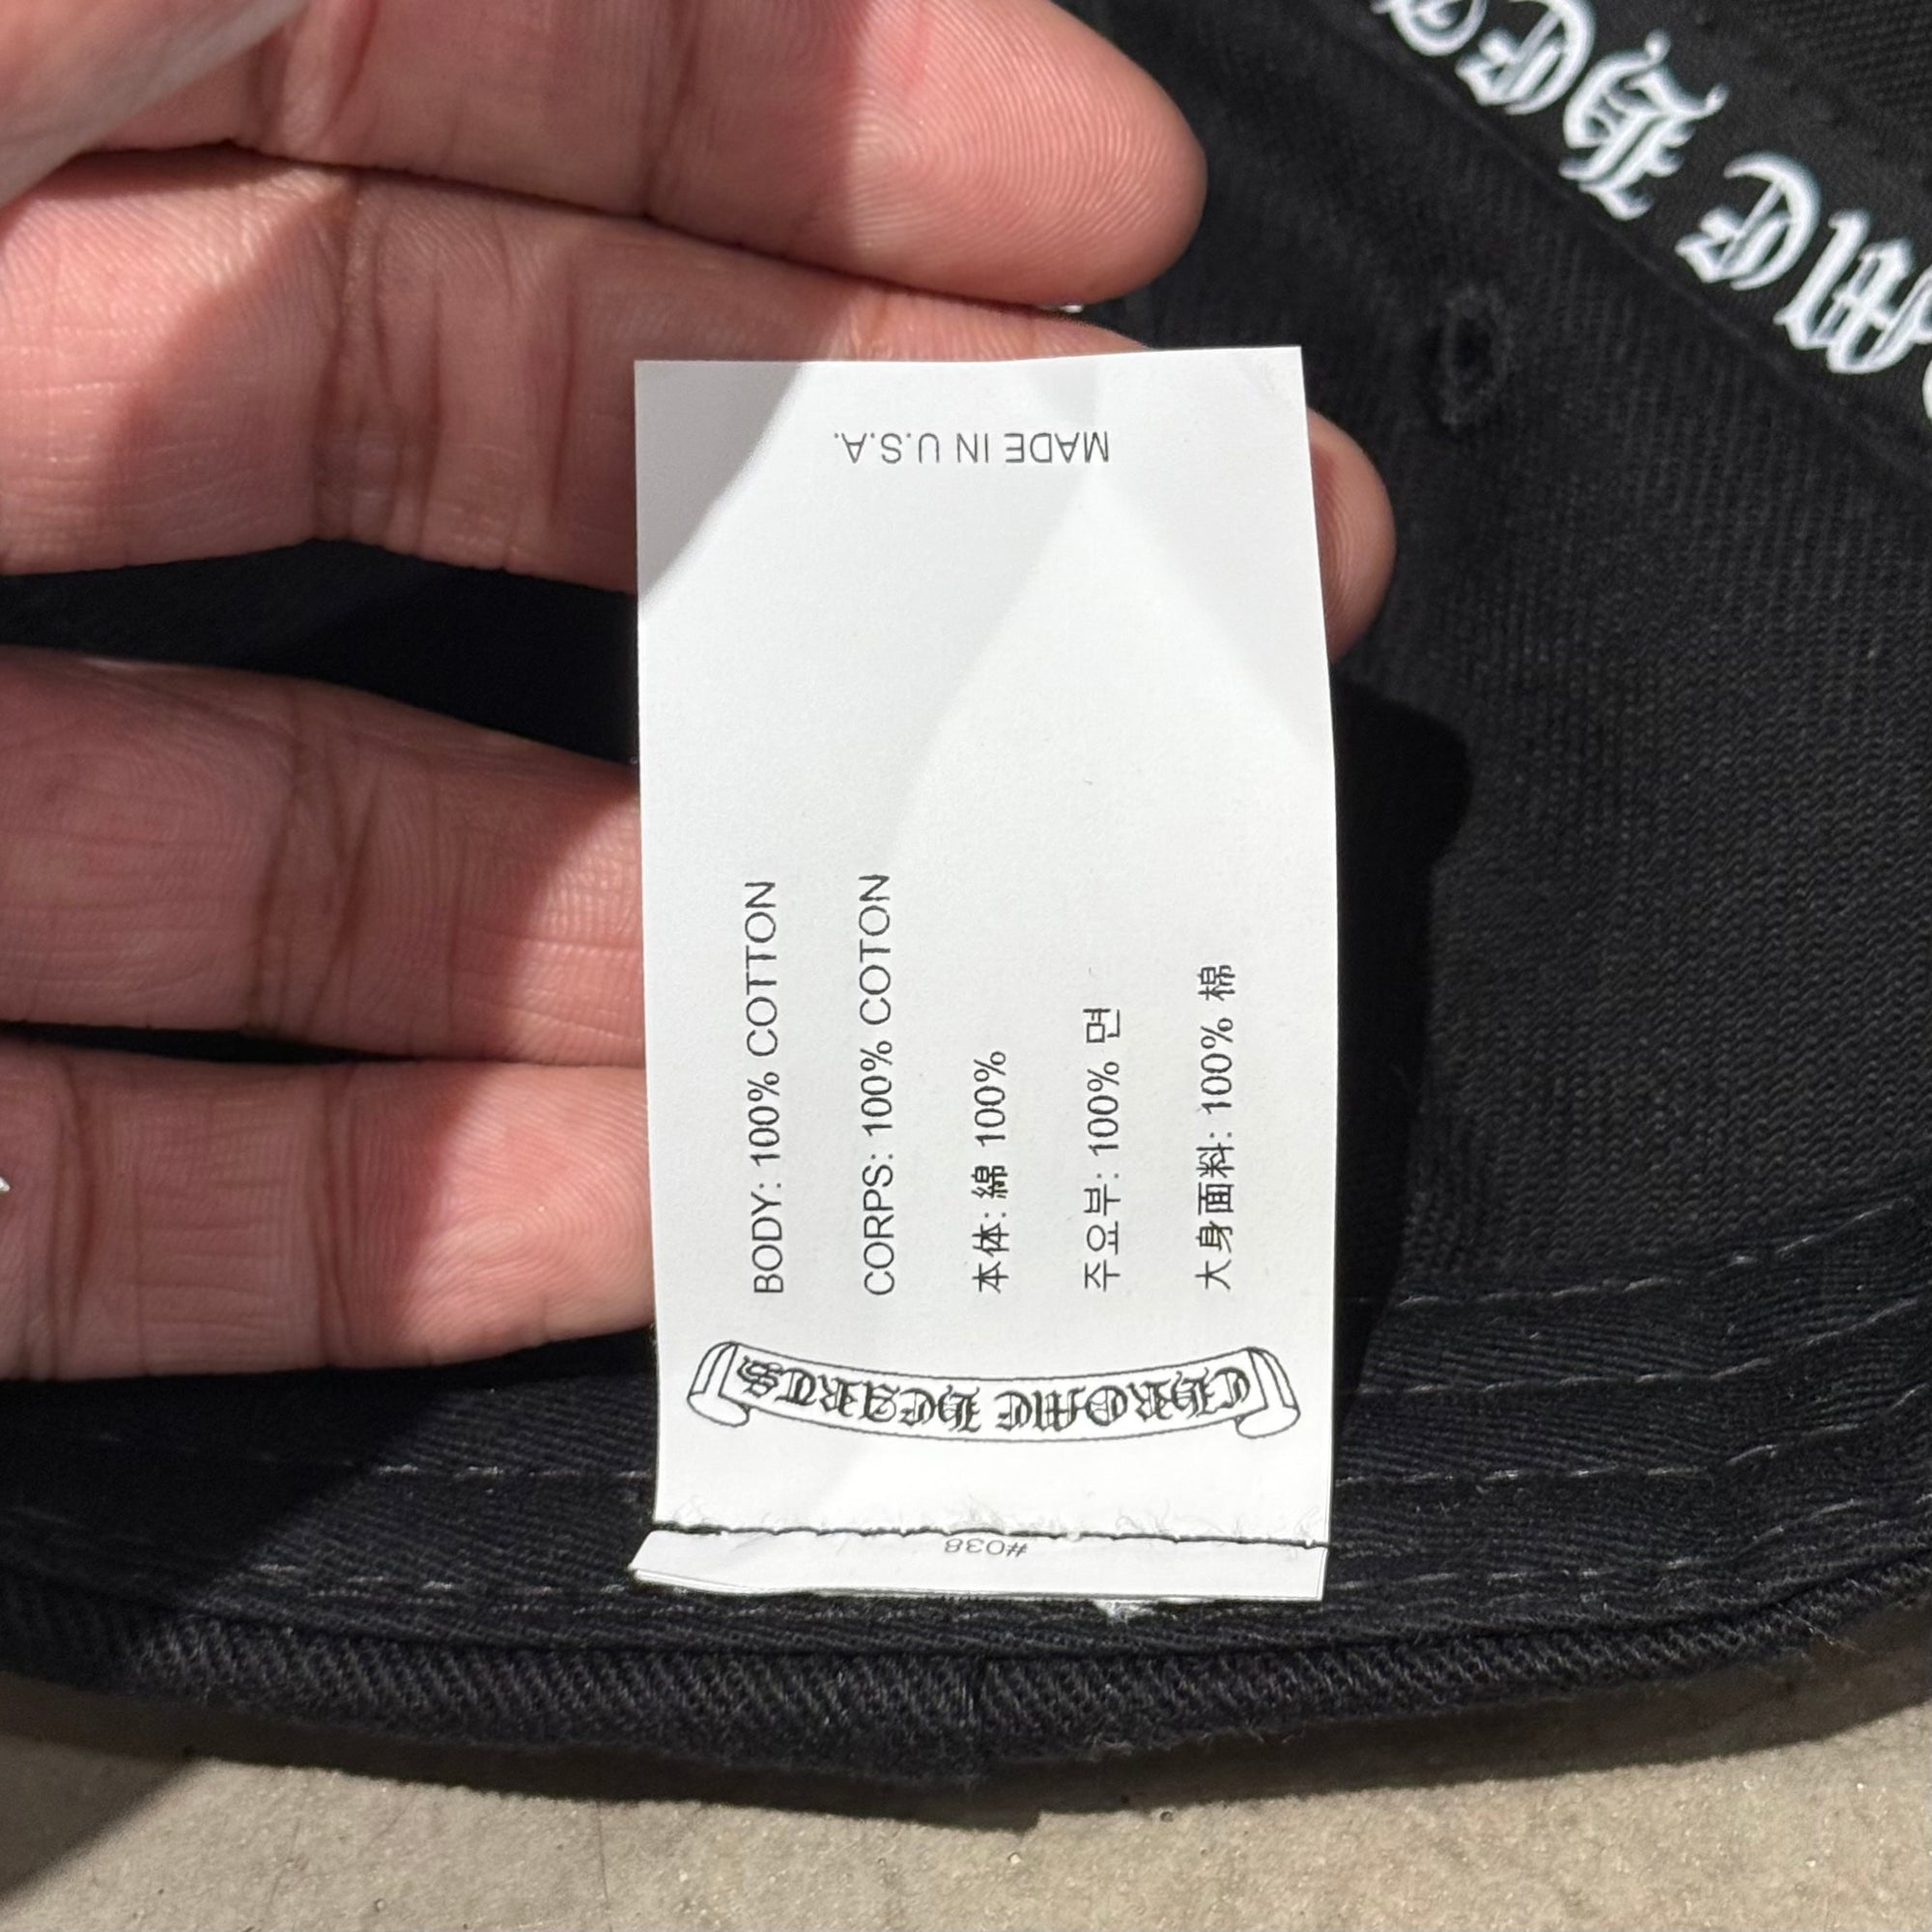 CHROME HEARTS
BODY: 100% COTTON
CORPS: 100% COTON
本体: 綿 100%
주요부: 100% 면
大身面料: 100% 棉
MADE IN U.S.A.
#038